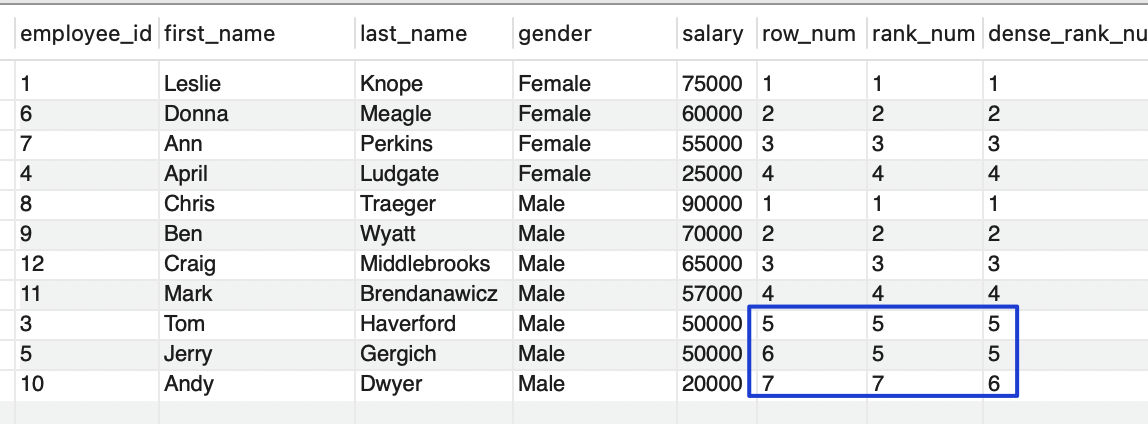 employee_id first_name last_name gender salary row_num rank_num dense_rank_nu
1 Leslie Knope Female 75000 1 1 1
6 Donna Meagle Female 60000 2 2 2
7 Ann Perkins Female 55000 3 3 3
4 April Ludgate Female 25000 4 4 4
8 Chris Traeger Male 90000 1 1 1
9 Ben Wyatt Male 70000 2 2 2
12 Craig Middlebrooks Male 65000 3 3 3
11 Mark Brendanawicz Male 57000 4 4 4
3 Tom Haverford Male 50000 5 5 5
5 Jerry Gergich Male 50000 6 5 5
10 Andy Dwyer Male 20000 7 7 6